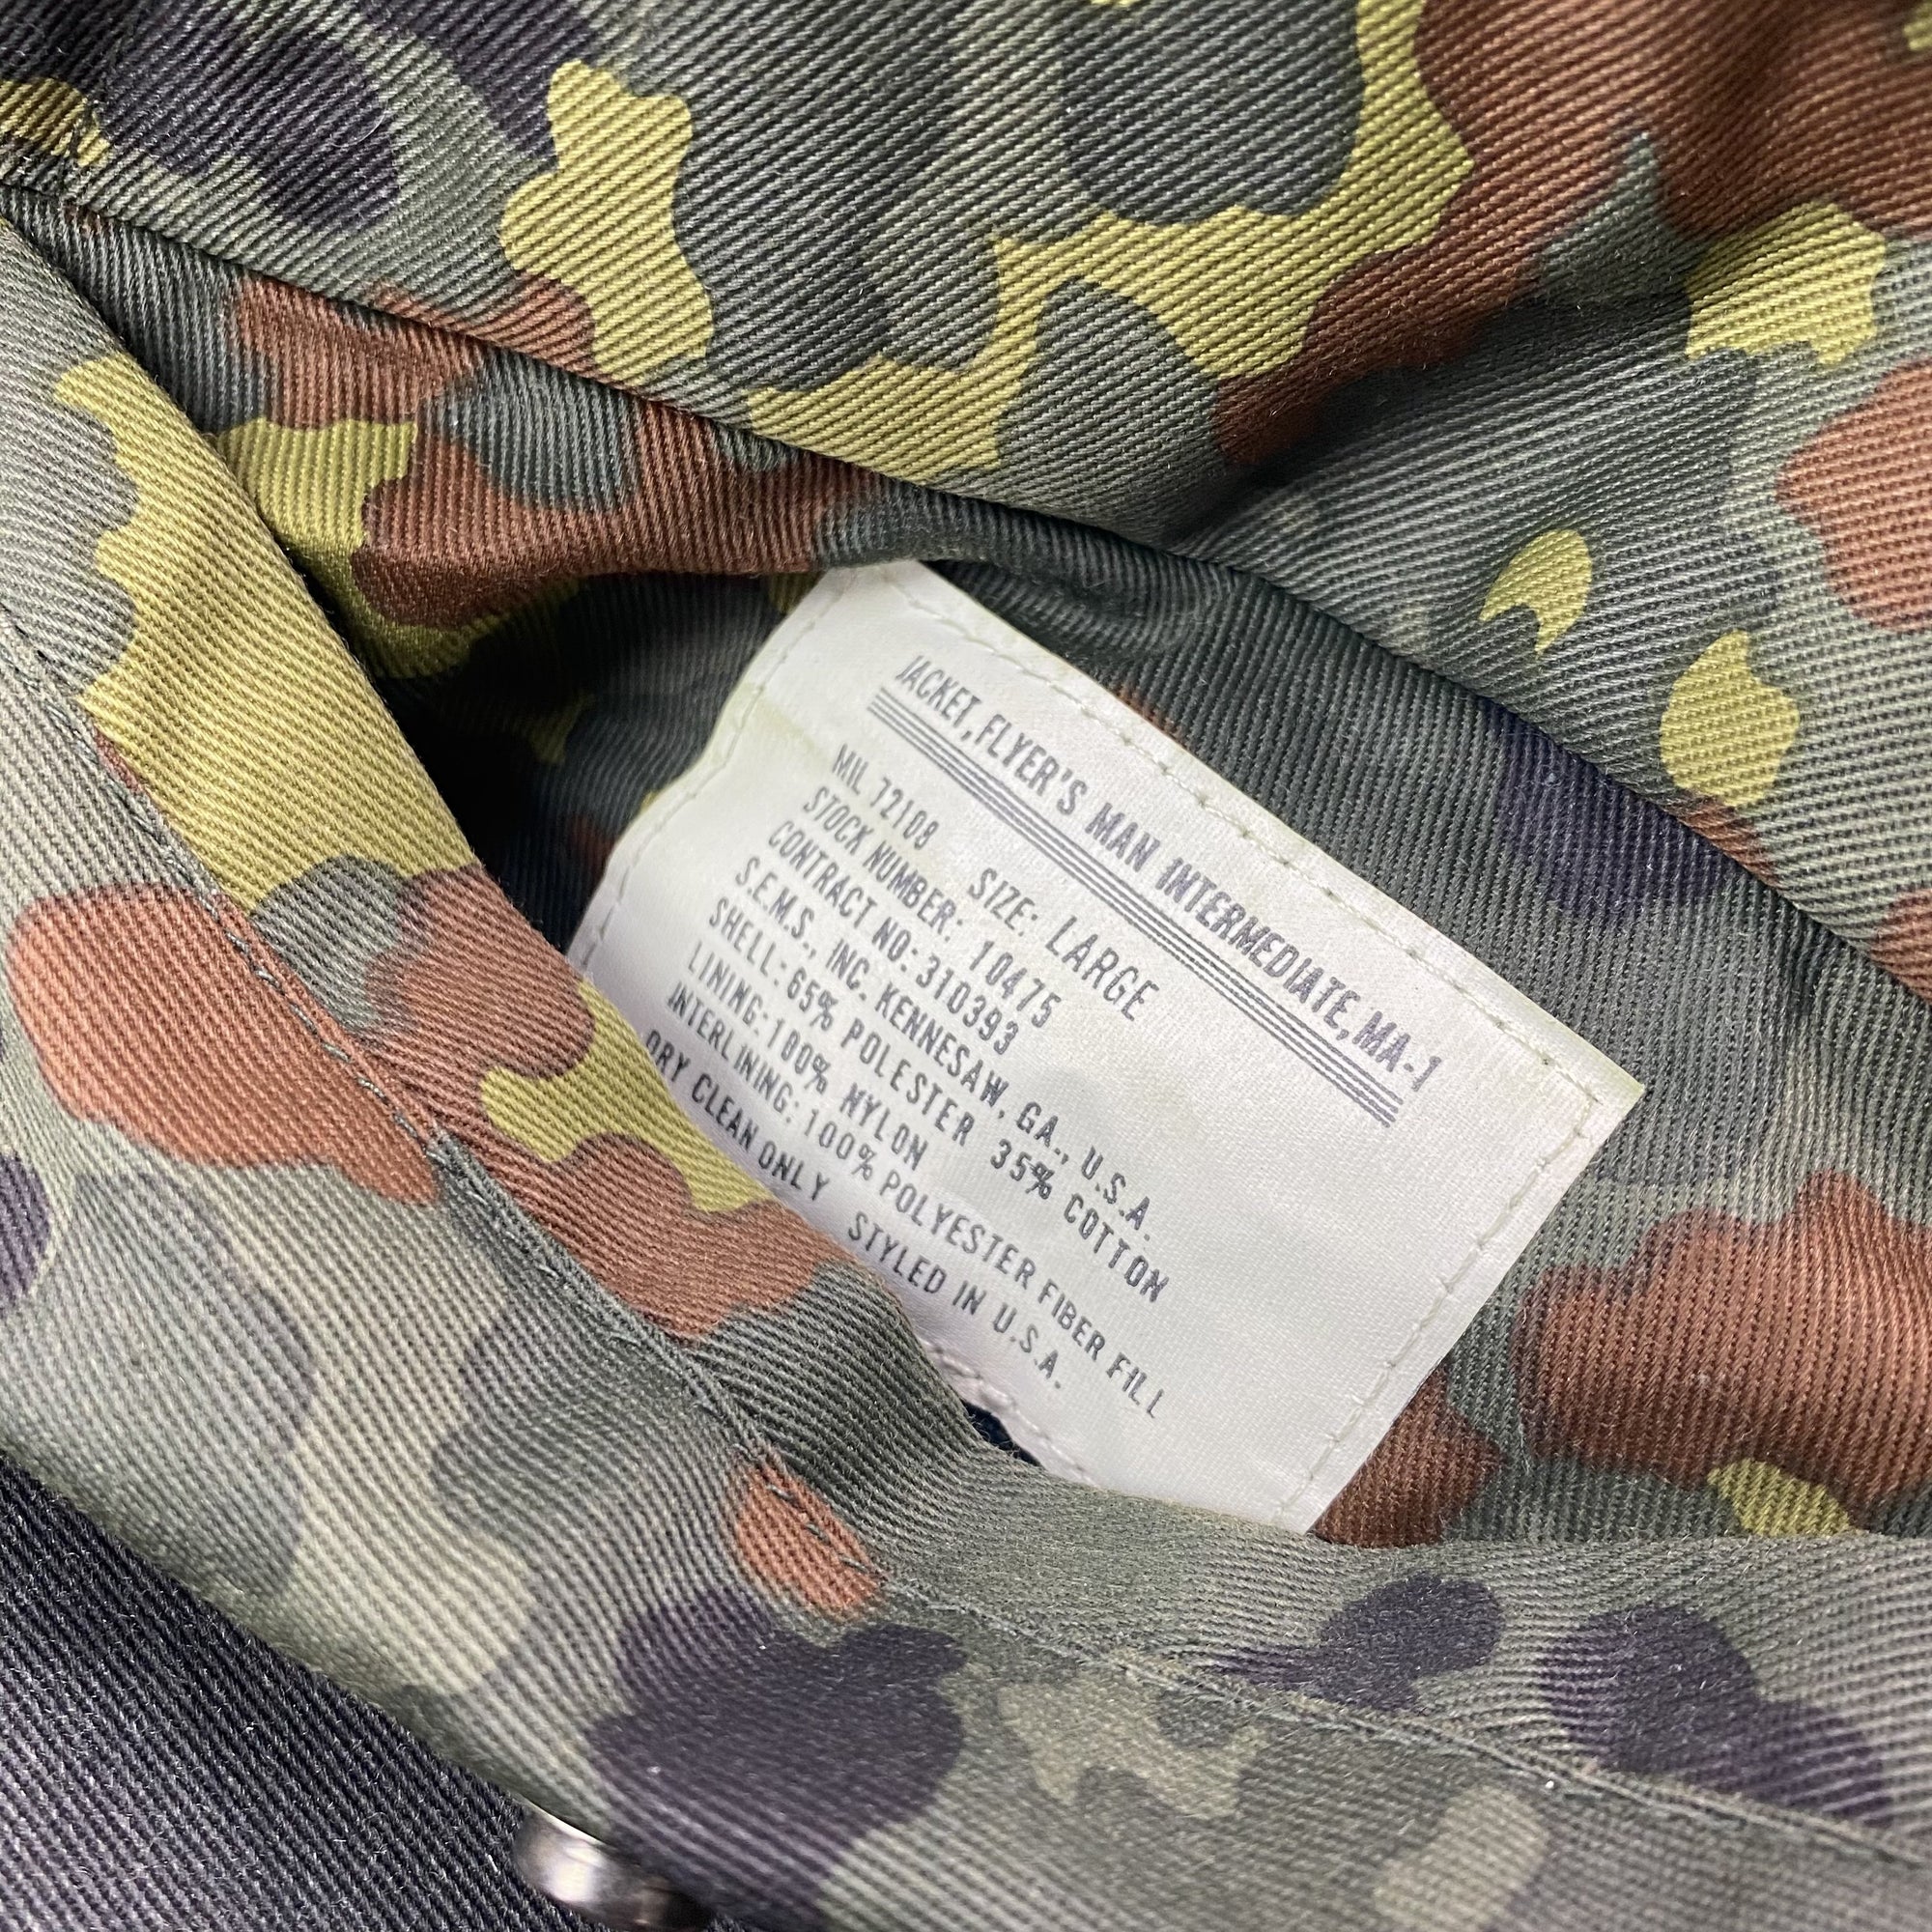 JACKET, FLYER'S MAN INTERMEDIATE, MA-1
MIL 72108 SIZE: LARGE
STOCK NUMBER: 10475
CONTRACT NO: 310393
S.E.M.S., INC. KENNESAW, GA., U.S.A.
SHELL: 65% POLESTER 35% COTTON
LINING: 100% NYLON
INTERLINING: 100% POLYESTER FIBER FILL
DRY CLEAN ONLY STYLED IN U.S.A.